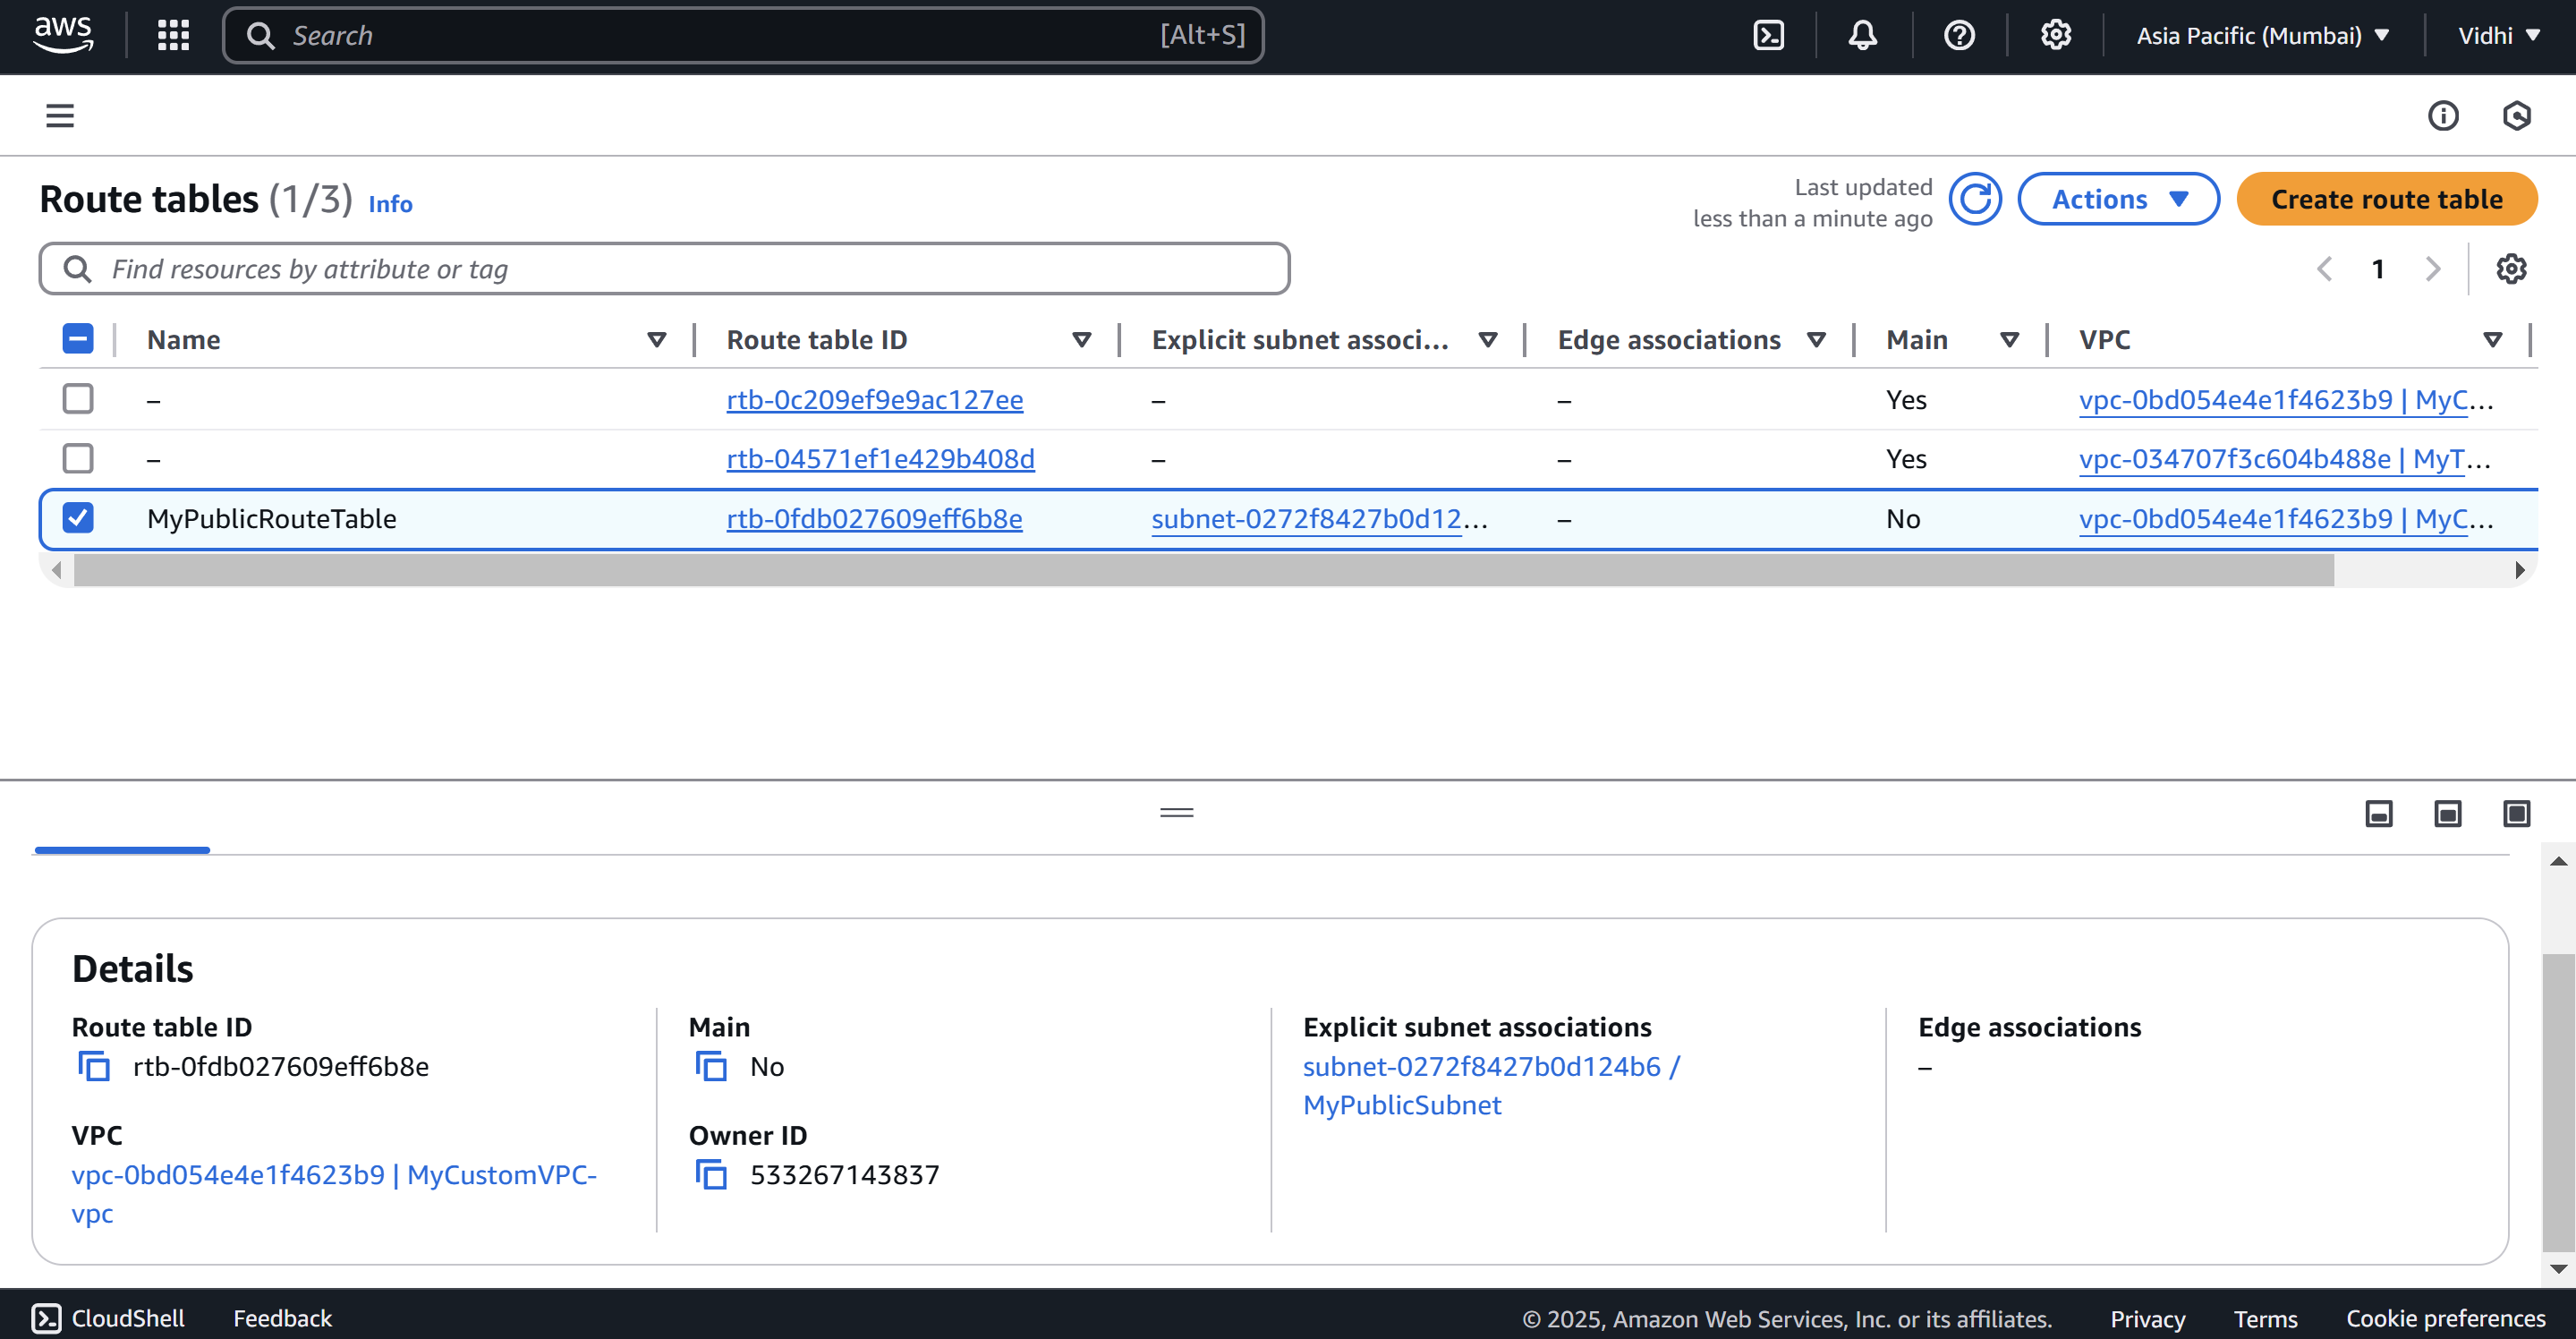 aws
Search [Alt+S] Asia Pacific (Mumbai) Vidhi
Route tables (1/3) Info
Last updated
less than a minute ago
Actions
Create route table
Find resources by attribute or tag
1
Name Route table ID Explicit subnet associ... Edge associations Main VPC
– rtb-0c209ef9e9ac127ee – – Yes vpc-0bd054e4e1f4623b9 | MyC...
– rtb-04571ef1e429b408d – – Yes vpc-034707f3c604b488e | MyT...
MyPublicRouteTable rtb-0fdb027609eff6b8e subnet-0272f8427b0d12... – No vpc-0bd054e4e1f4623b9 | MyC...
Details
Route table ID
rtb-0fdb027609eff6b8e
Main
No
Explicit subnet associations
subnet-0272f8427b0d124b6 /
MyPublicSubnet
Edge associations
–
VPC
vpc-0bd054e4e1f4623b9 | MyCustomVPC-
vpc
Owner ID
533267143837
CloudShell Feedback © 2025, Amazon Web Services, Inc. or its affiliates. Privacy Terms Cookie preferences